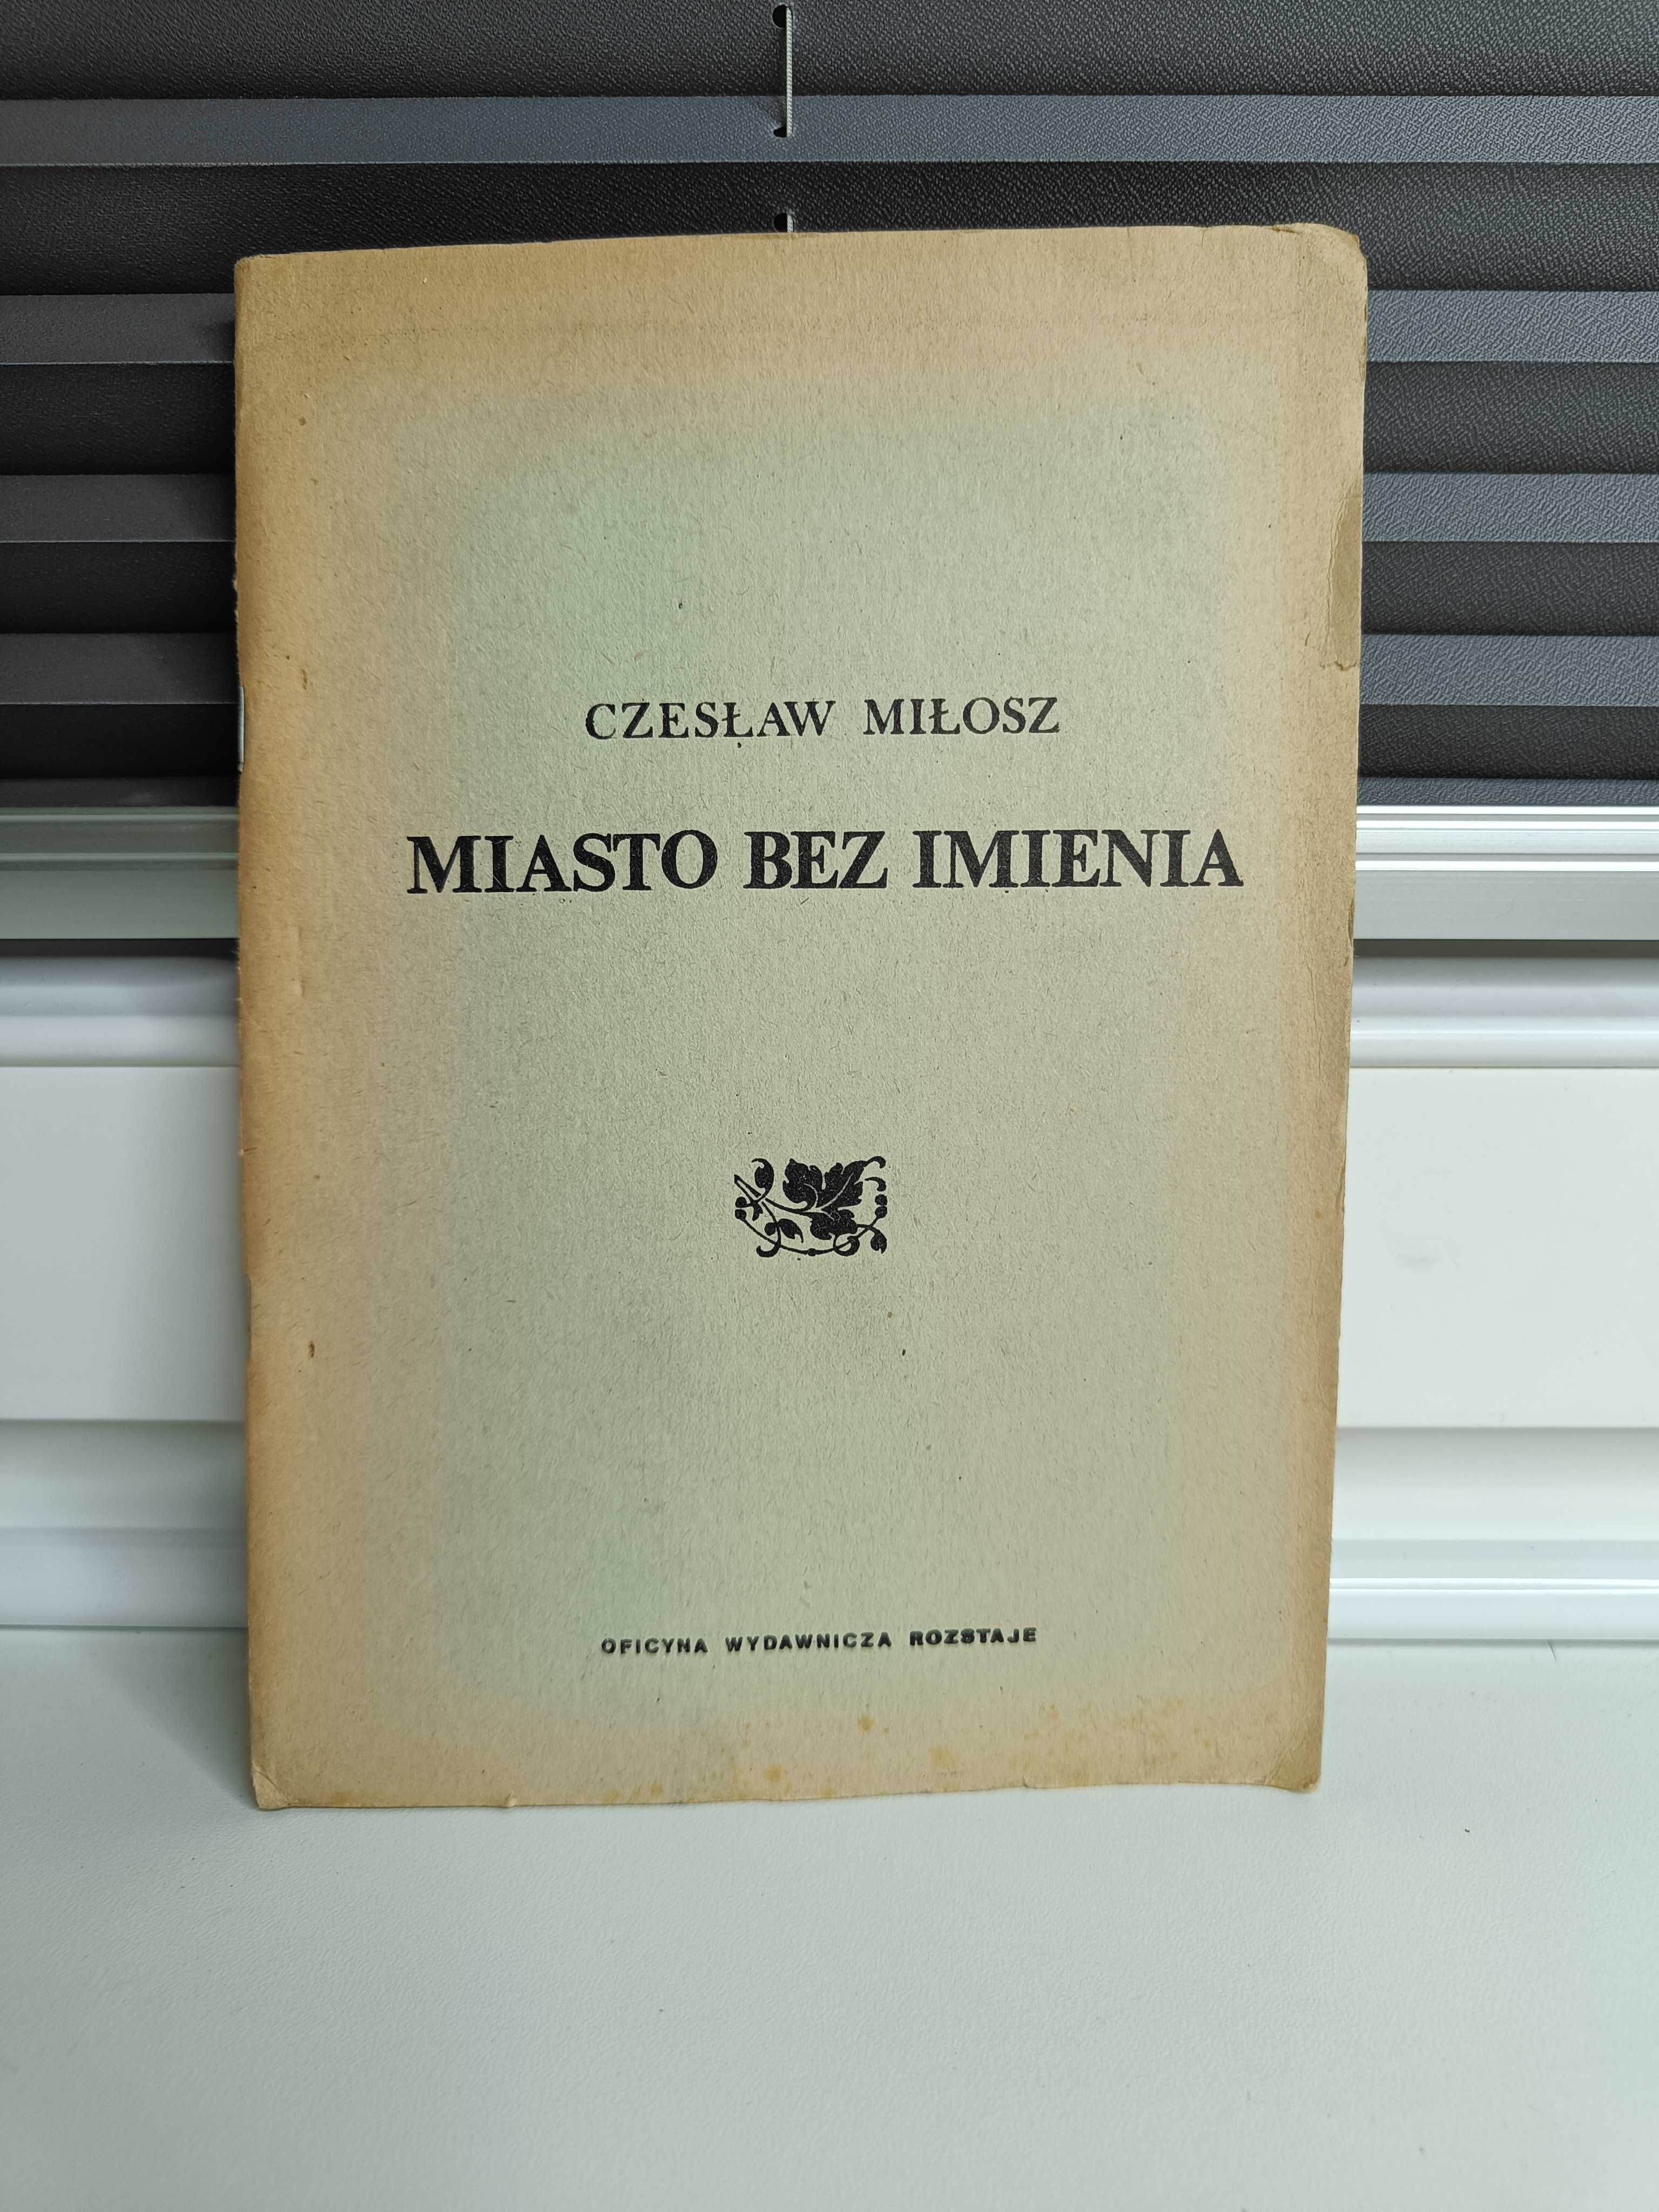 CZESŁAW MIŁOSZ
MIASTO BEZ IMIENIA
OFICYNA WYDAWNICZA ROZSTAJE